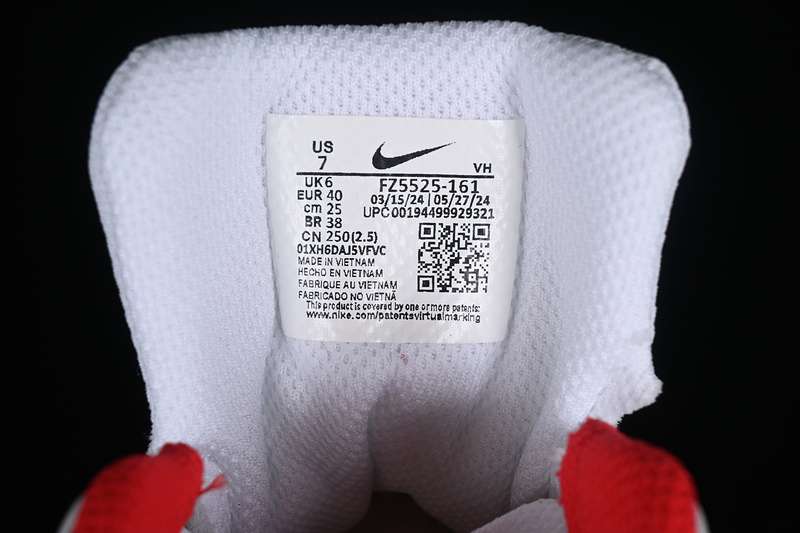 US
7
VH
UK 6
EUR 40
cm 25
BR 38
CN 250(2.5)
FZ5525-161
03/15/24 | 05/27/24
UPC 00194499929321
01XH6DAJ5VFVC
MADE IN VIETNAM
HECHO EN VIETNAM
FABRIQUE AU VIETNAM
FABRICADO NO VIETNÃ
This product is covered by one or more patents:
www.nike.com/patentsvirtualmarking